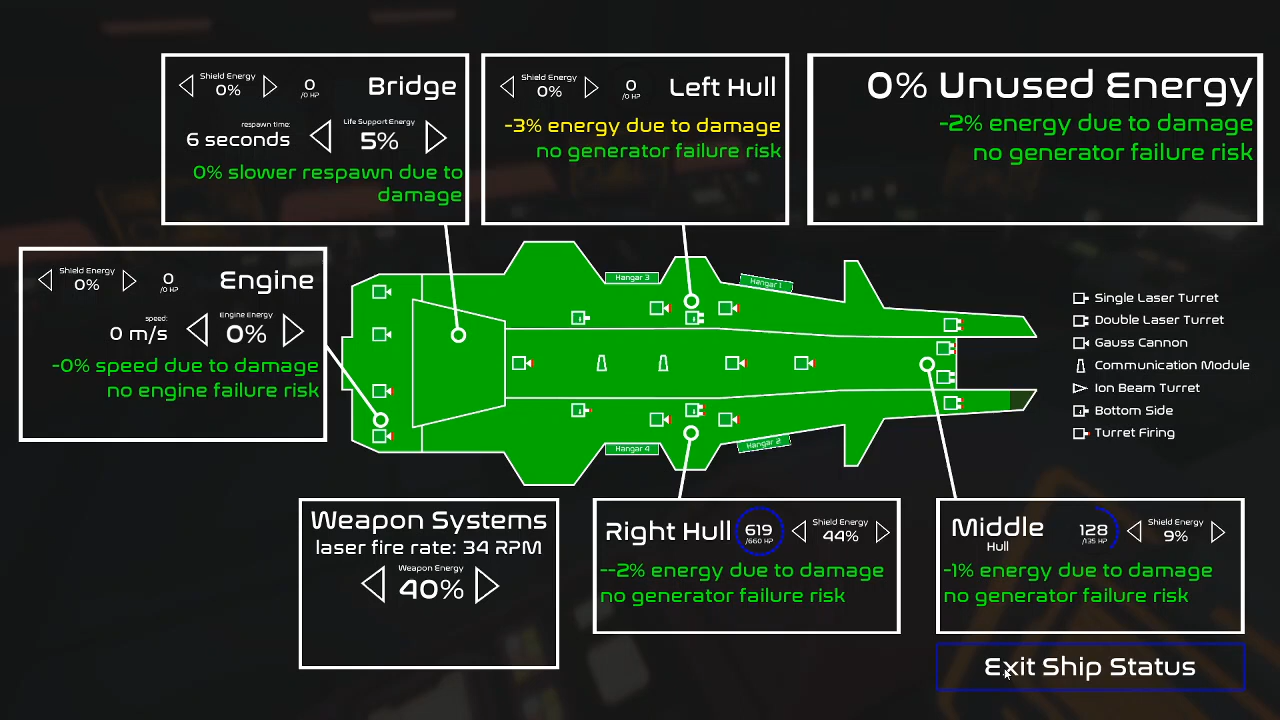 Shield Energy
0%
0
/0 HP
Bridge
respawn time:
6 seconds
Life Support Energy
5%
0% slower respawn due to
damage
Shield Energy
0%
0
/0 HP
Left Hull
-3% energy due to damage
no generator failure risk
0% Unused Energy
-2% energy due to damage
no generator failure risk
Shield Energy
0%
0
/0 HP
Engine
speed:
0 m/s
Engine Energy
0%
-0% speed due to damage
no engine failure risk
Hangar 3
Hangar 1
Hangar 4
Hangar 2
Single Laser Turret
Double Laser Turret
Gauss Cannon
Communication Module
Ion Beam Turret
Bottom Side
Turret Firing
Weapon Systems
laser fire rate: 34 RPM
Weapon Energy
40%
Right Hull
619
/660 HP
Shield Energy
44%
--2% energy due to damage
no generator failure risk
Middle
Hull
128
/135 HP
Shield Energy
9%
-1% energy due to damage
no generator failure risk
Exit Ship Status